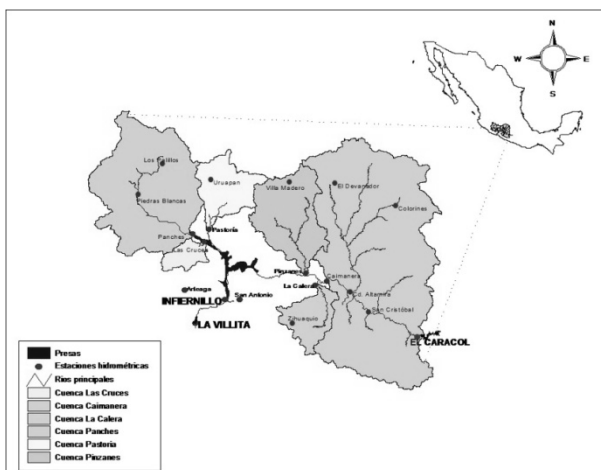 N
W E
S
Los Pinillos
Uruapan
Villa Madero
El Devanador
Piedras Blancas
Colorines
Pastoría
Panches
Las Cruces
Pinzanes
Caimanera
La Calera
Arteaga
Cd. Altamira
INFIERNILLO
San Antonio
San Cristóbal
LA VILLITA
Zihuaquio
EL CARACOL
Presas
Estaciones hidrométricas
Ríos principales
Cuenca Las Cruces
Cuenca Caimanera
Cuenca La Calera
Cuenca Panches
Cuenca Pastoría
Cuenca Pinzanes